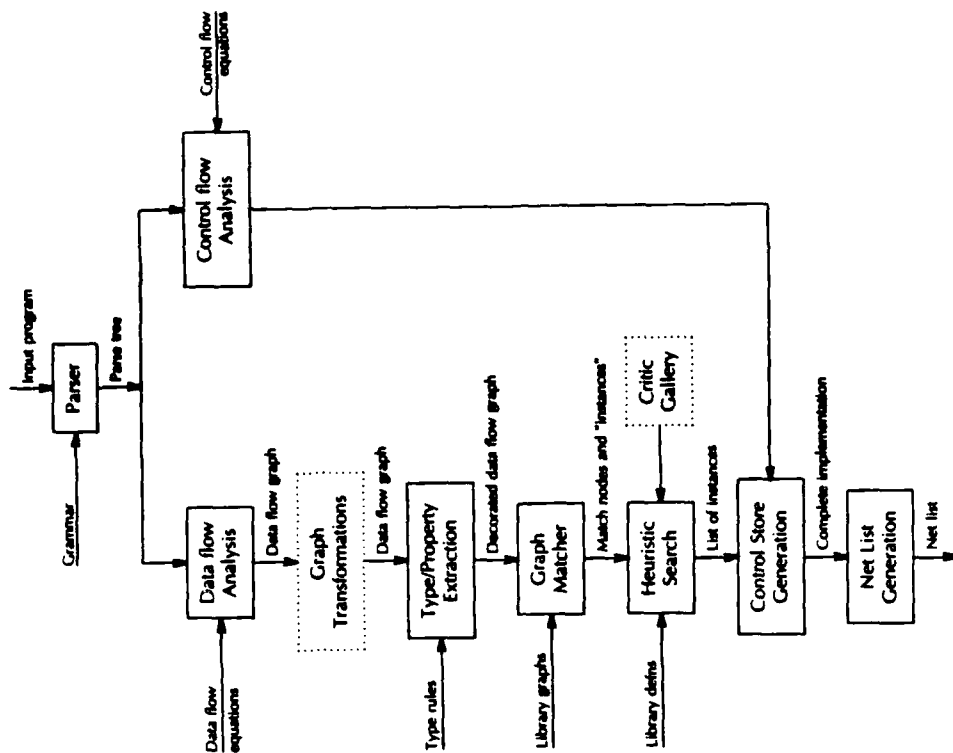 Input program
Grammar
Parser
Parse tree
Control flow
equations
Control flow
Analysis
Data flow
equations
Data flow
Analysis
Data flow graph
Graph
Transformations
Data flow graph
Type rules
Type/Property
Extraction
Decorated data flow graph
Library graphs
Graph
Matcher
Match nodes and "instances"
Critic
Gallery
Library defns
Heuristic
Search
List of instances
Control Store
Generation
Complete implementation
Net List
Generation
Net list